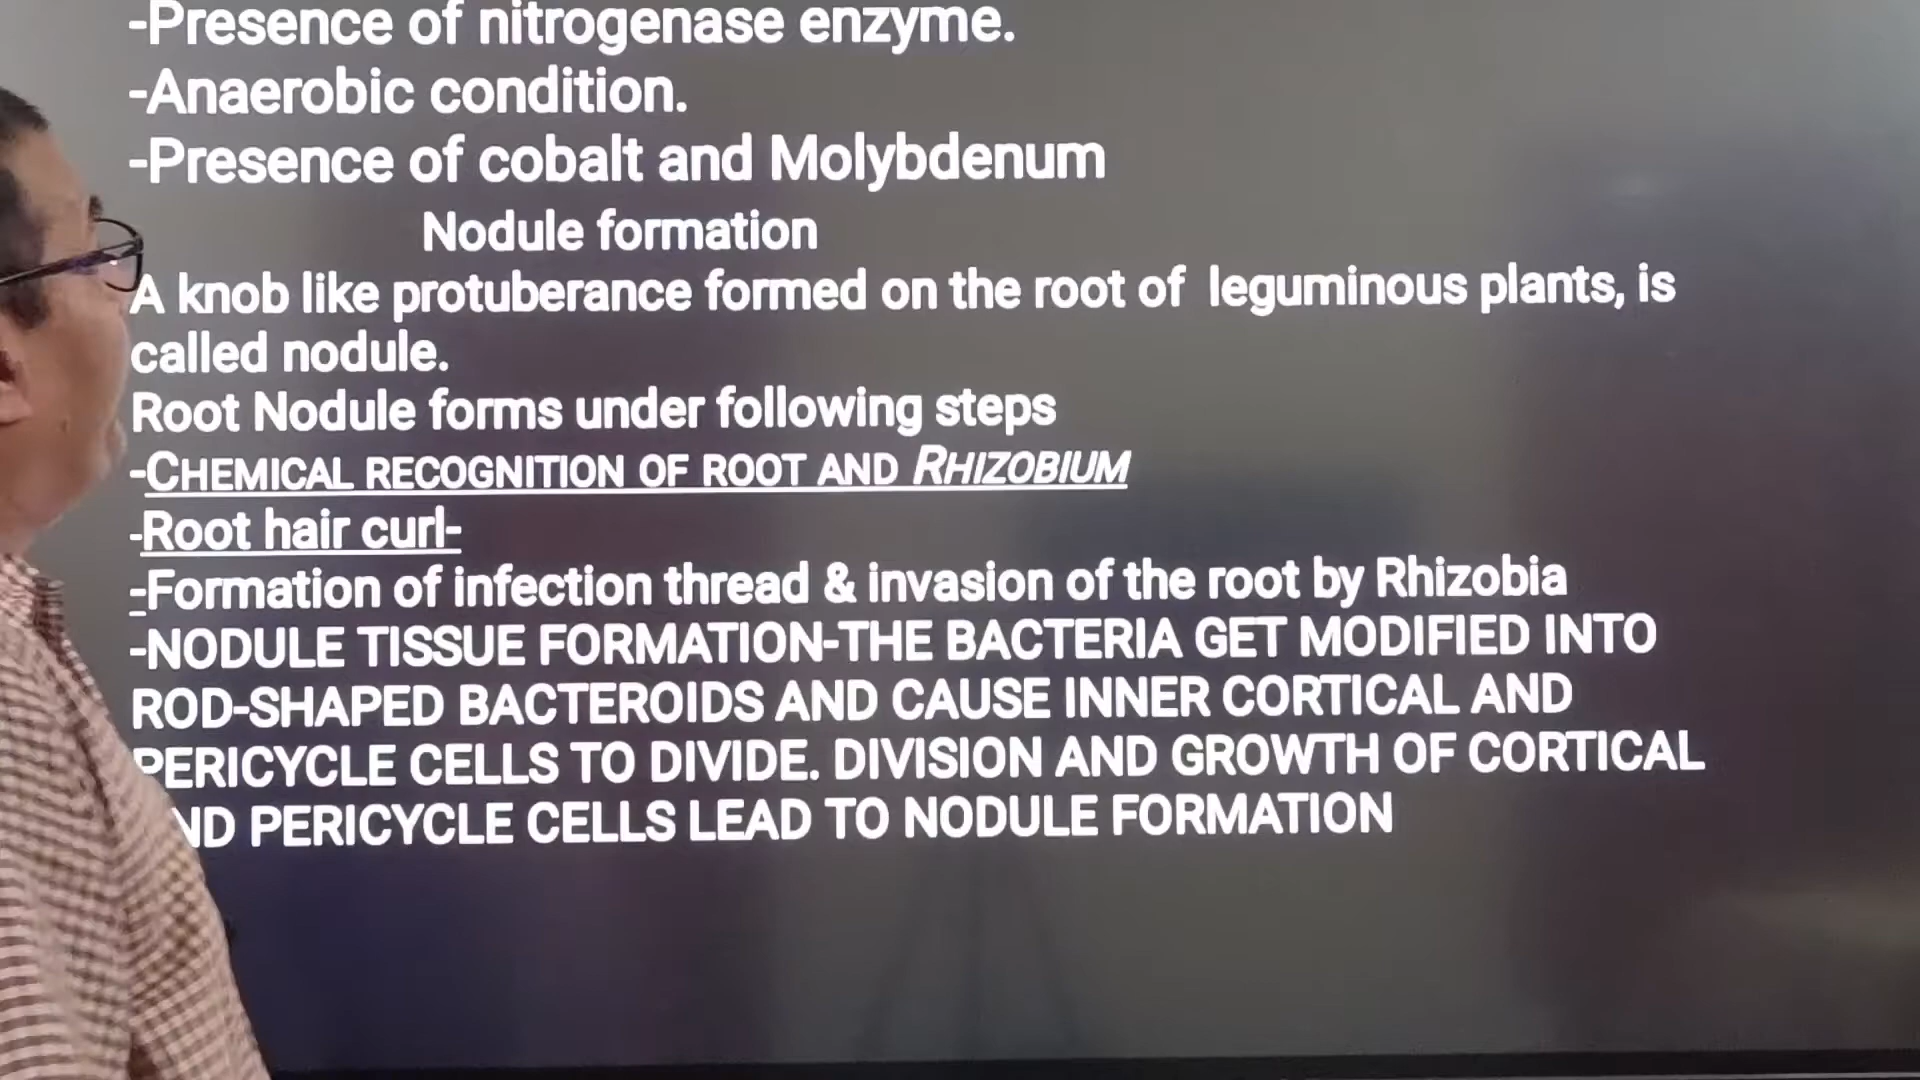 -Presence of nitrogenase enzyme.
-Anaerobic condition.
-Presence of cobalt and Molybdenum
Nodule formation
A knob like protuberance formed on the root of leguminous plants, is
called nodule.
Root Nodule forms under following steps
-CHEMICAL RECOGNITION OF ROOT AND RHIZOBIUM
-Root hair curl-
-Formation of infection thread & invasion of the root by Rhizobia
-NODULE TISSUE FORMATION-THE BACTERIA GET MODIFIED INTO
ROD-SHAPED BACTEROIDS AND CAUSE INNER CORTICAL AND
PERICYCLE CELLS TO DIVIDE. DIVISION AND GROWTH OF CORTICAL
AND PERICYCLE CELLS LEAD TO NODULE FORMATION